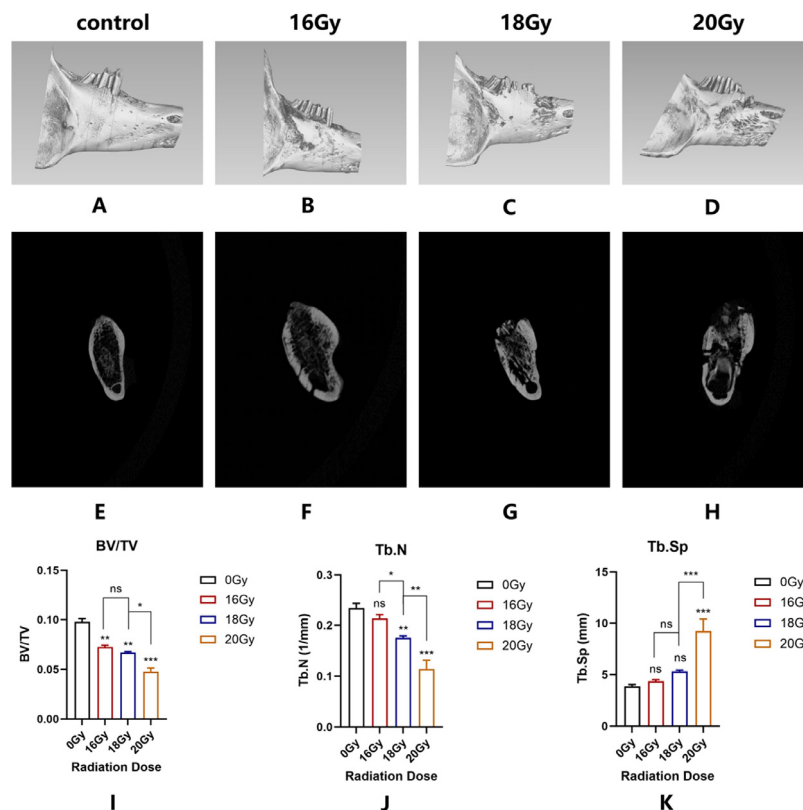 control 16Gy 18Gy 20Gy
A B C D
E F G H
BV/TV
0.15
0.10
0.05
0.00
BV/TV
ns
*
** ** ***
0Gy 16Gy 18Gy 20Gy
Radiation Dose
0Gy
16Gy
18Gy
20Gy
I
Tb.N
0.3
0.2
0.1
0.0
Tb.N (1/mm)
*
**
ns ** ***
0Gy 16Gy 18Gy 20Gy
Radiation Dose
0Gy
16Gy
18Gy
20Gy
J
Tb.Sp
15
10
5
0
Tb.Sp (mm)
***
ns
ns ns ***
0Gy 16Gy 18Gy 20Gy
Radiation Dose
0Gy
16G
18G
20G
K